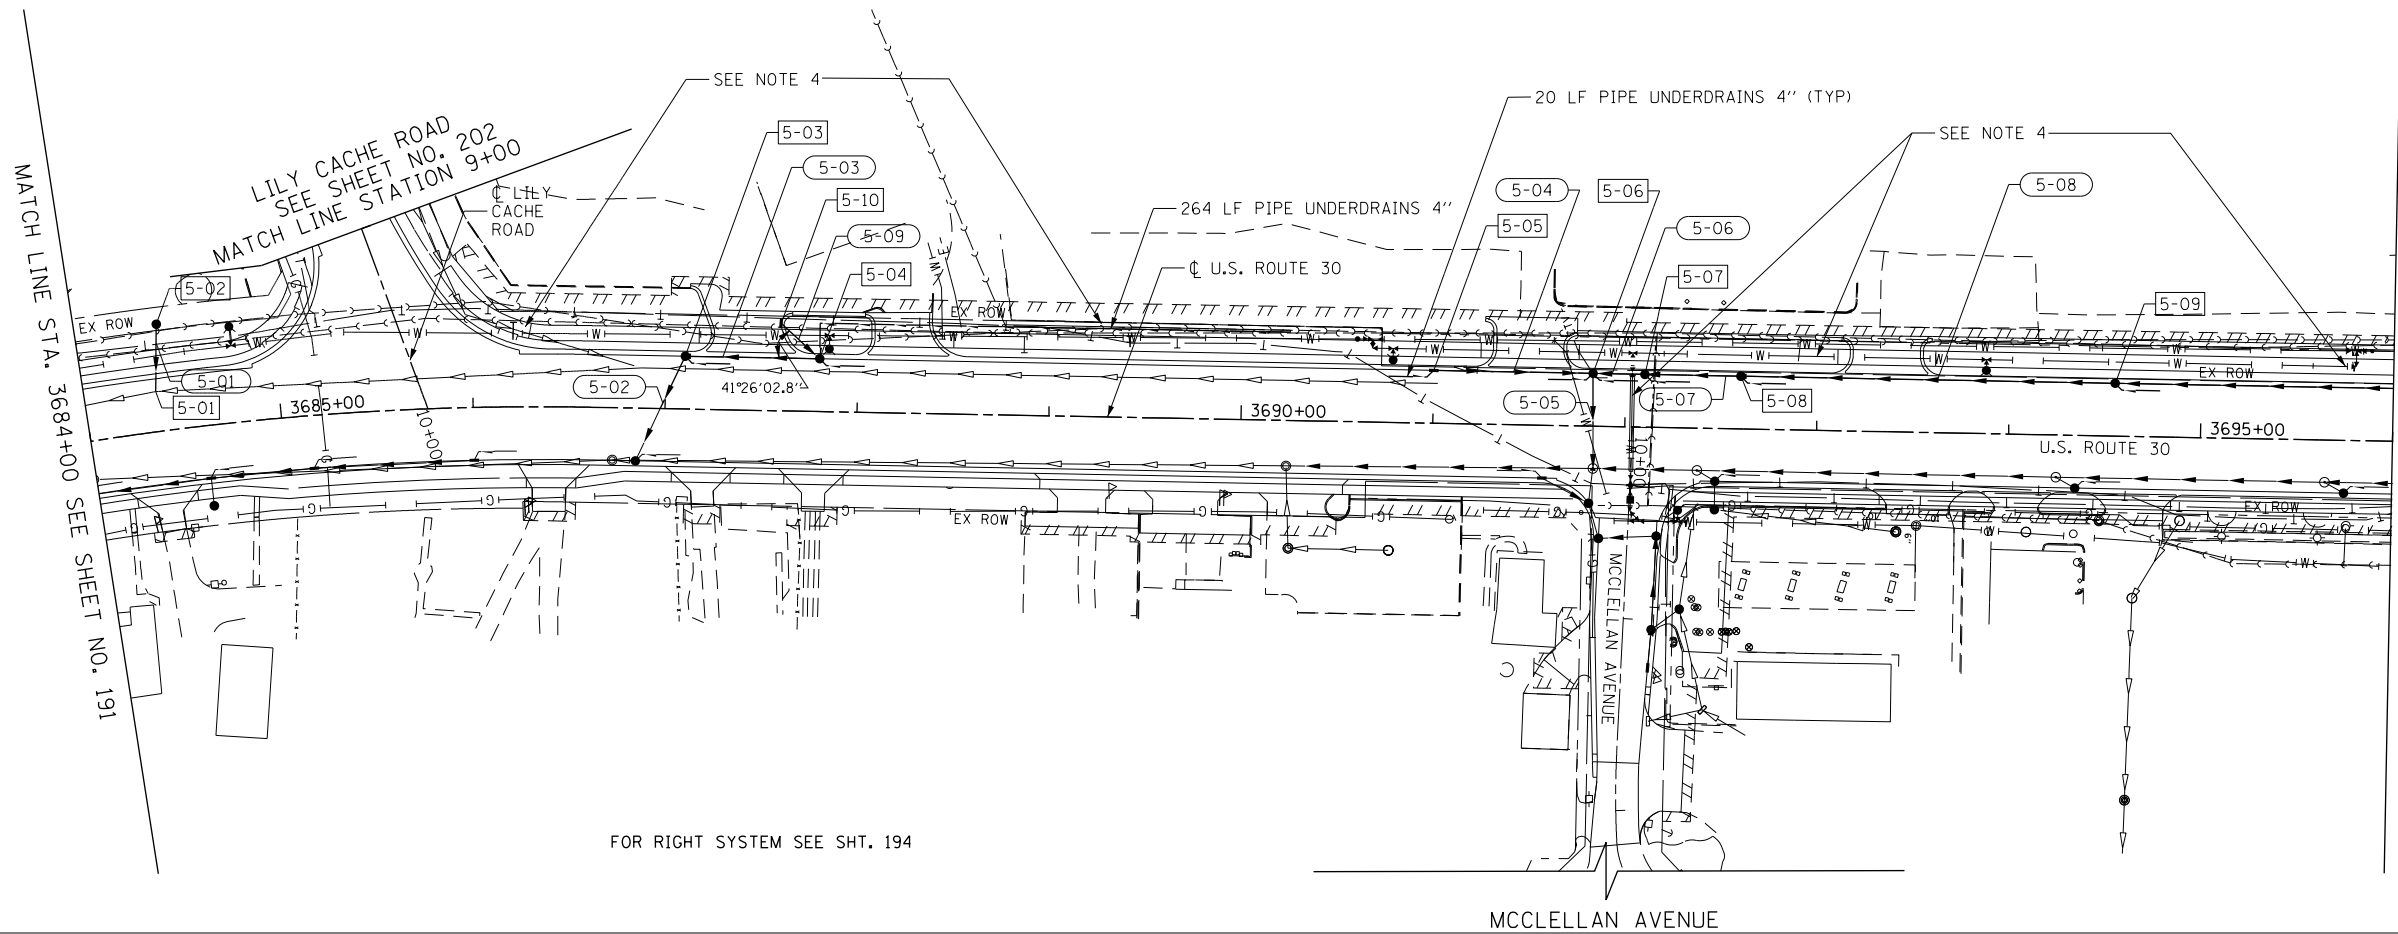 SEE NOTE 4
20 LF PIPE UNDERDRAINS 4'' (TYP)
SEE NOTE 4
5-03
5-03
5-10
5-09
5-04
LILY CACHE ROAD
SEE SHEET NO. 202
MATCH LINE STATION 9+00
℄ LILY
CACHE
ROAD
264 LF PIPE UNDERDRAINS 4''
℄ U.S. ROUTE 30
5-04
5-06
5-05
5-06
5-07
5-08
5-09
5-02
EX ROW
EX ROW
EX ROW
5-01
5-01
5-02
41°26'02.8"
5-05
5-07
5-08
3685+00
3690+00
3695+00
10+00
10+00
U.S. ROUTE 30
EX ROW
EX ROW
MATCH LINE STA. 3684+00 SEE SHEET NO. 191
MCCLELLAN AVENUE
FOR RIGHT SYSTEM SEE SHT. 194
MCCLELLAN AVENUE